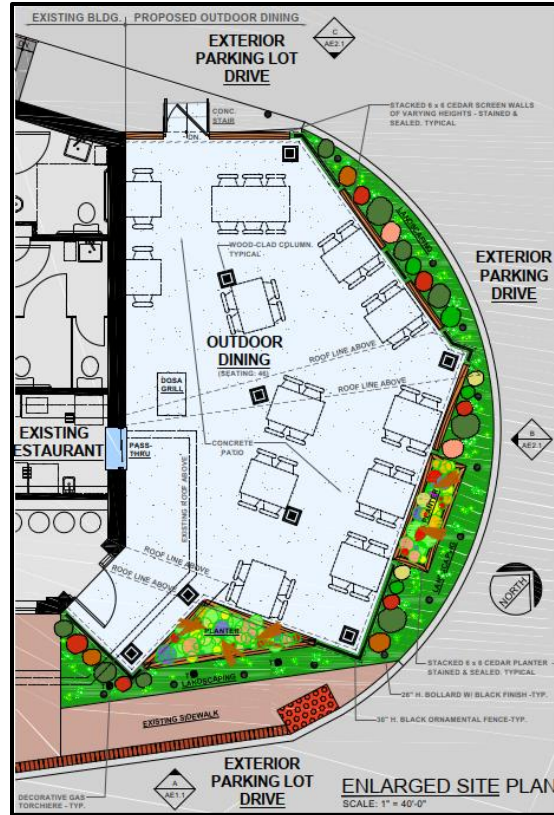 EXISTING BLDG. PROPOSED OUTDOOR DINING
EXTERIOR
PARKING LOT
DRIVE
C
AE2.1
CONC.
STAIR
DN.
STACKED 6 x 6 CEDAR SCREEN WALLS
OF VARYING HEIGHTS - STAINED &
SEALED. TYPICAL
LANDSCAPING
WOOD-CLAD COLUMN.
TYPICAL
EXTERIOR
PARKING
DRIVE
OUTDOOR
DINING
(SEATING: 46)
ROOF LINE ABOVE
ROOF LINE ABOVE
DOSA
GRILL
EXISTING
ESTAURANT
PASS-
THRU
CONCRETE
PATIO
EXISTING ROOF ABOVE
B
AE2.1
PLANTER
LANDSCAPING
ROOF LINE ABOVE
ROOF LINE ABOVE
NORTH
PLANTER
LANDSCAPING
STACKED 6 x 6 CEDAR PLANTER -
STAINED & SEALED. TYPICAL
26" H. BOLLARD W/ BLACK FINISH -TYP.
EXISTING SIDEWALK
36" H. BLACK ORNAMENTAL FENCE-TYP.
EXTERIOR
PARKING LOT
DRIVE
A
AE1.1
DECORATIVE GAS
TORCHIERE - TYP.
ENLARGED SITE PLAN
SCALE: 1" = 40'-0"